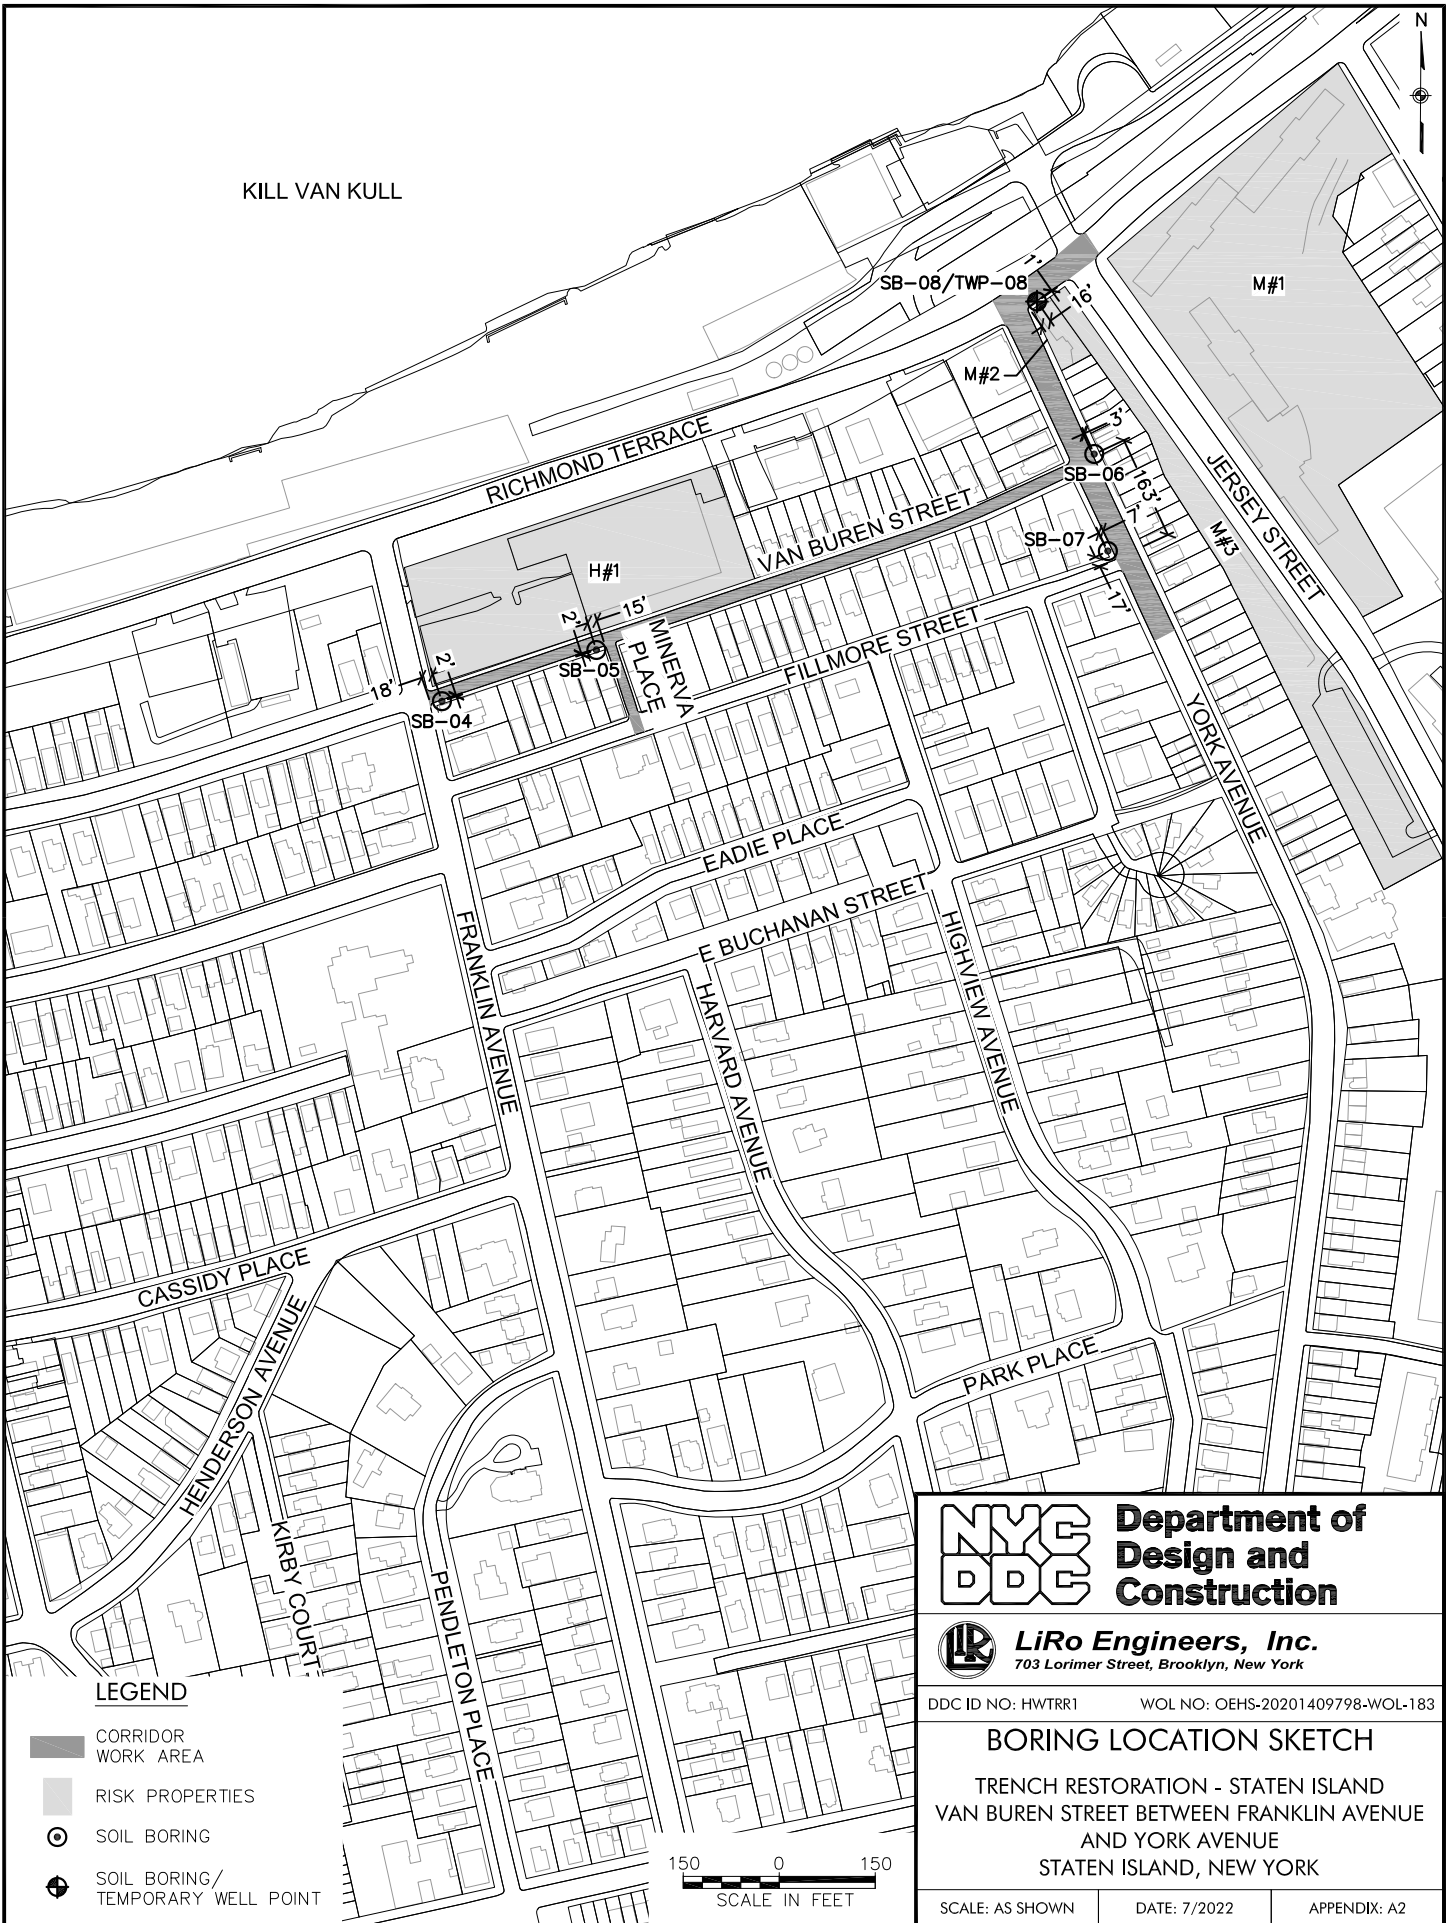 N
KILL VAN KULL
SB-08/TWP-08
1'
16'
M#1
M#2
3'
SB-06
163'
JERSEY STREET
RICHMOND TERRACE
VAN BUREN STREET
SB-07
7'
M#3
17'
H#1
2'
15'
MINERVA
PLACE
SB-05
FILLMORE STREET
18'
2'
SB-04
YORK AVENUE
EADIE PLACE
E BUCHANAN STREET
FRANKLIN AVENUE
HARVARD AVENUE
HIGHVIEW AVENUE
CASSIDY PLACE
HENDERSON AVENUE
PARK PLACE
KIRBY COURT
PENDLETON PLACE
LEGEND
CORRIDOR
WORK AREA
RISK PROPERTIES
SOIL BORING
SOIL BORING/
TEMPORARY WELL POINT
150 0 150
SCALE IN FEET
NYC
DDC
Department of
Design and
Construction
LiRo
LiRo Engineers, Inc.
703 Lorimer Street, Brooklyn, New York
DDC ID NO: HWTRR1 WOL NO: OEHS-20201409798-WOL-183
BORING LOCATION SKETCH
TRENCH RESTORATION - STATEN ISLAND
VAN BUREN STREET BETWEEN FRANKLIN AVENUE
AND YORK AVENUE
STATEN ISLAND, NEW YORK
SCALE: AS SHOWN DATE: 7/2022 APPENDIX: A2